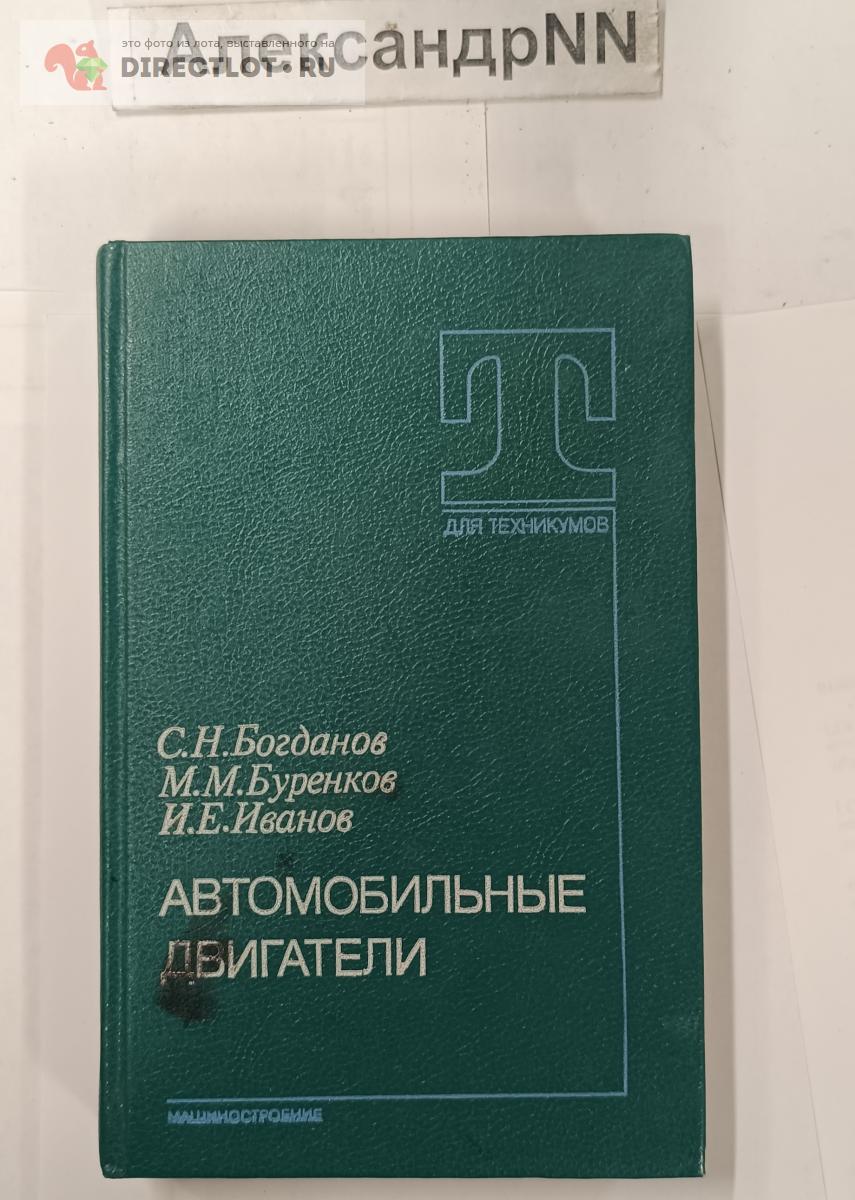 АлександрNN
это фото из лота, выставленного на
DIRECTLOT.RU
Т
ДЛЯ ТЕХНИКУМОВ
С.Н.Богданов
М.М.Буренков
И.Е.Иванов
АВТОМОБИЛЬНЫЕ
ДВИГАТЕЛИ
МАШИНОСТРОЕНИЕ